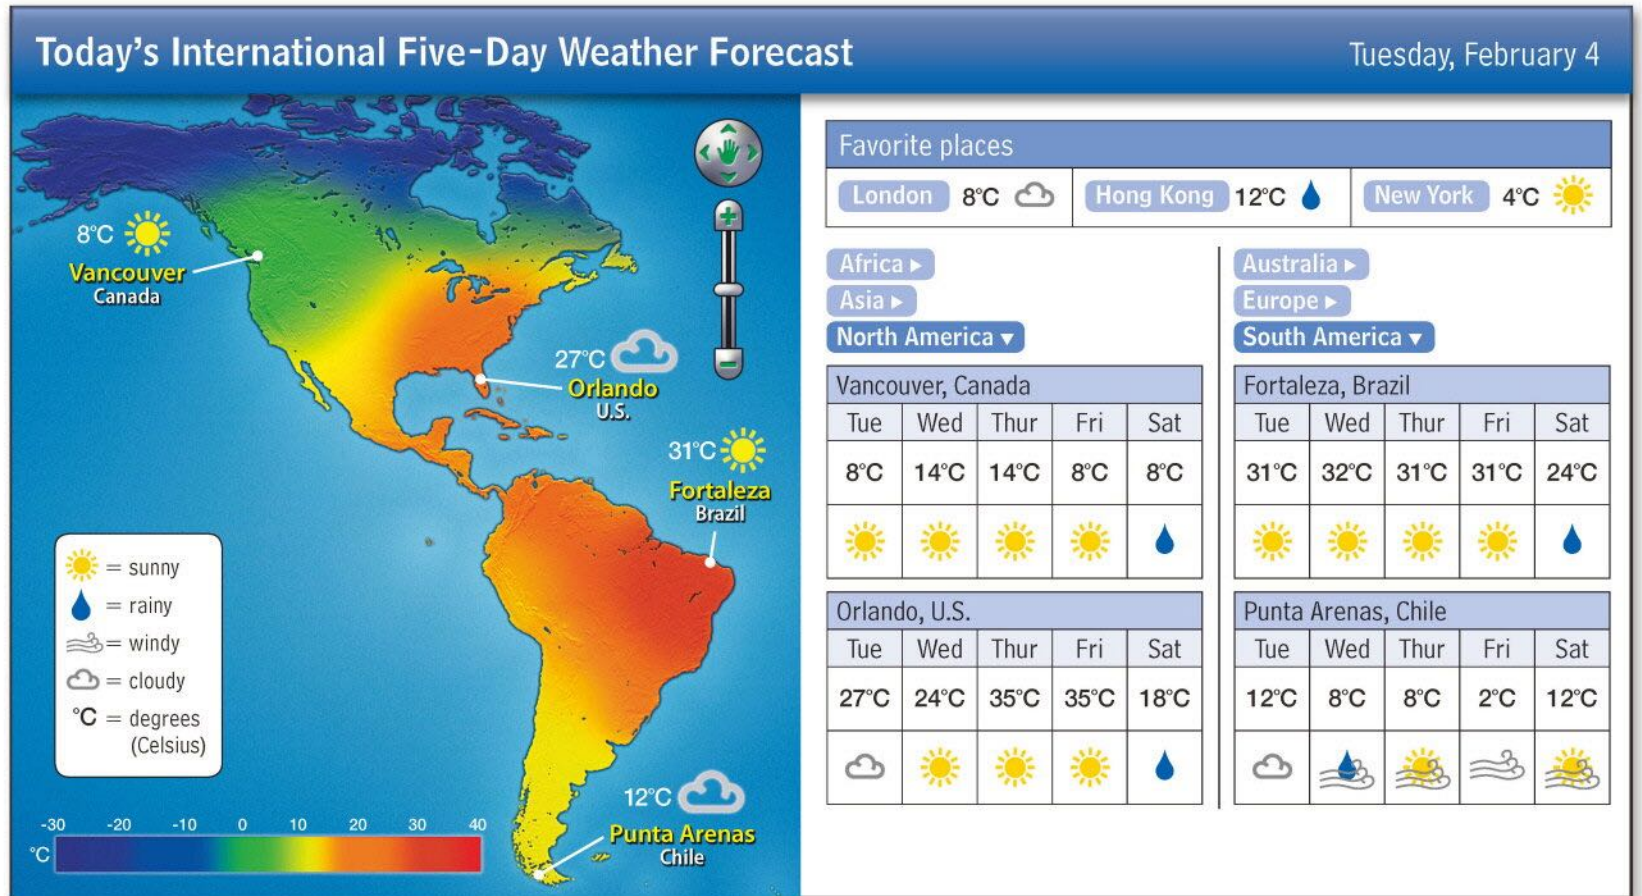 Today's International Five-Day Weather Forecast
Tuesday, February 4
8°C
Vancouver
Canada
27°C
Orlando
U.S.
31°C
Fortaleza
Brazil
= sunny
= rainy
= windy
= cloudy
°C = degrees
(Celsius)
12°C
Punta Arenas
Chile
-30 -20 -10 0 10 20 30 40
°C
Favorite places
London 8°C Hong Kong 12°C New York 4°C
Africa ▸
Asia ▸
North America ▾
Australia ▸
Europe ▸
South America ▾
Vancouver, Canada
Tue Wed Thur Fri Sat
8°C 14°C 14°C 8°C 8°C
Orlando, U.S.
Tue Wed Thur Fri Sat
27°C 24°C 35°C 35°C 18°C
Fortaleza, Brazil
Tue Wed Thur Fri Sat
31°C 32°C 31°C 31°C 24°C
Punta Arenas, Chile
Tue Wed Thur Fri Sat
12°C 8°C 8°C 2°C 12°C